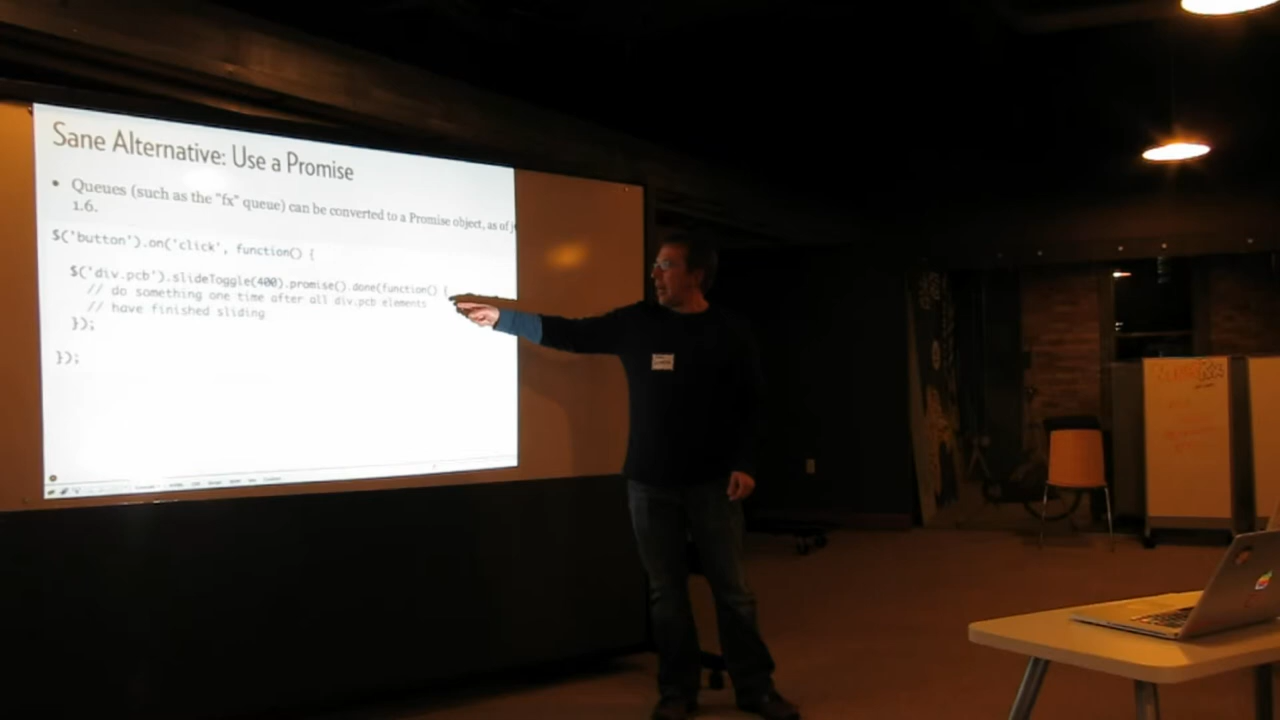 Sane Alternative: Use a Promise
• Queues (such as the "fx" queue) can be converted to a Promise object, as of j
1.6.
$('button').on('click', function() {
$('div.pcb').slideToggle(400).promise().done(function() {
// do something one time after all div.pcb elements
// have finished sliding
});
});